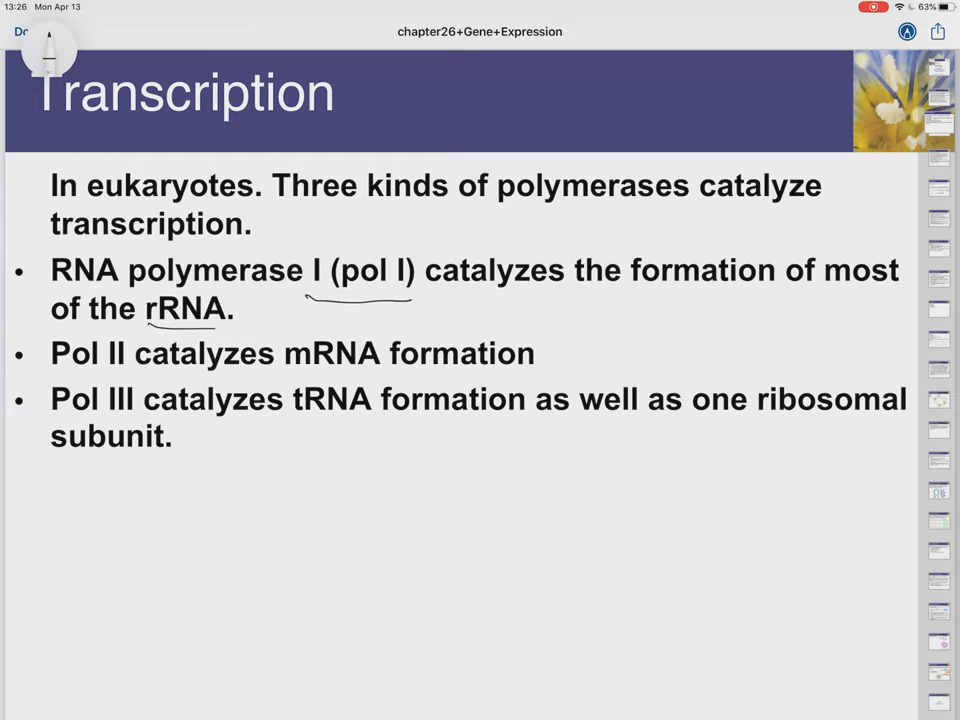 13:26 Mon Apr 13
63%
chapter26+Gene+Expression
Transcription
In eukaryotes. Three kinds of polymerases catalyze
transcription.
• RNA polymerase I (pol I) catalyzes the formation of most
of the rRNA.
• Pol II catalyzes mRNA formation
• Pol III catalyzes tRNA formation as well as one ribosomal
subunit.